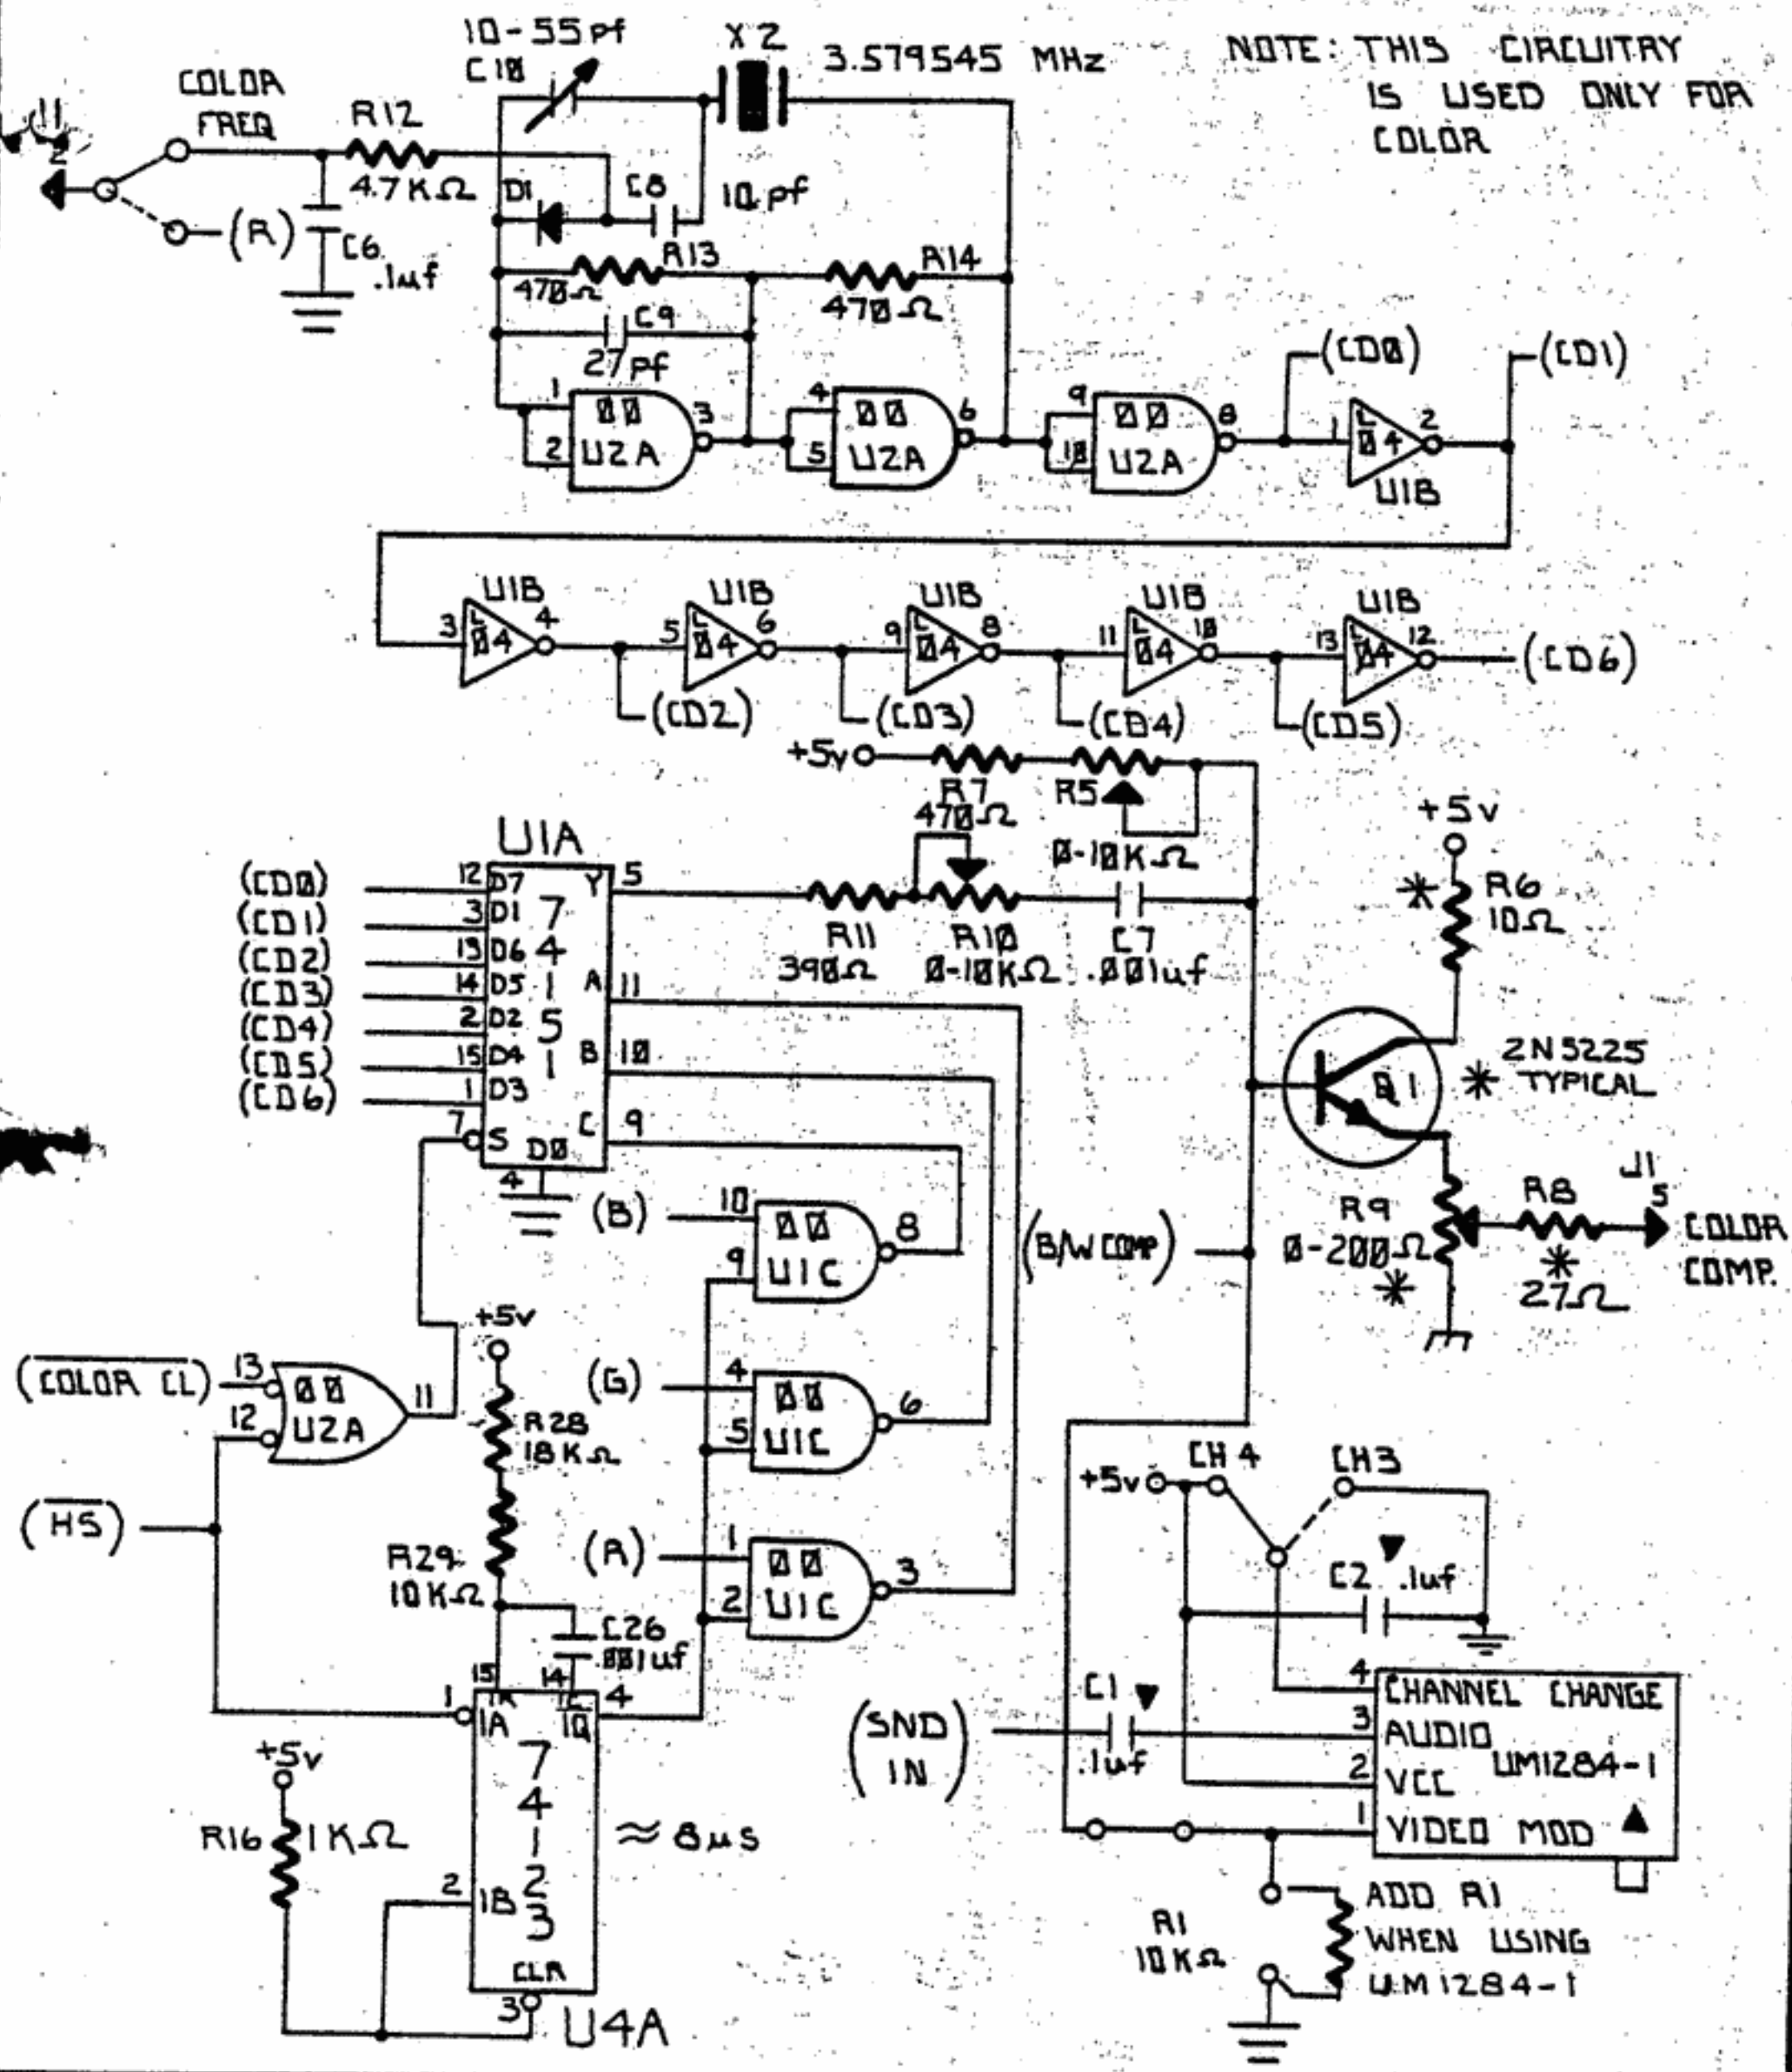 10-55pf
C10
X2
3.579545 MHz
NOTE: THIS CIRCUITRY
IS USED ONLY FOR
COLOR
COLOR
FREQ
R12
4.7KΩ
2
(R)
C6
.1uf
D1
C8
10pf
R13
470Ω
R14
470Ω
C9
27pf
1
2
00
U2A
3
4
5
00
U2A
6
9
10
00
U2A
8
(CD0)
1
L
04
2
U1B
(CD1)
U1B
3
L
04
4
U1B
5
L
04
6
U1B
9
L
04
8
U1B
11
L
04
10
U1B
13
L
04
12
(CD6)
(CD2)
(CD3)
(CD4)
(CD5)
+5v
R7
470Ω
R5
0-10KΩ
+5v
R6
10Ω
*
U1A
74151
(CD0) 12 D7
(CD1) 3 D1
(CD2) 13 D6
(CD3) 14 D5
(CD4) 2 D2
(CD5) 15 D4
(CD6) 1 D3
7 S
D0
4
Y 5
A 11
B 10
C 9
R11
390Ω
R10
0-10KΩ
C7
.001uf
Q1
2N5225
* TYPICAL
R9
0-200Ω
*
R8
*
27Ω
J1
5
COLOR
COMP.
(B/W COMP)
(B)
10
9
00
U1C
8
(G)
4
5
00
U1C
6
(R)
1
2
00
U1C
3
(COLOR CL)
13
12
00
U2A
11
(HS)
+5v
R28
18KΩ
R29
10KΩ
C26
.001uf
15
14
1
1A
1Q
4
74123
≈ 8us
2
1B
CLR
3
U4A
+5v
R16
1KΩ
+5v
CH4
CH3
C2 .1uf
(SND
IN)
C1
.1uf
4 CHANNEL CHANGE
3 AUDIO
UM1284-1
2 VCC
1 VIDEO MOD
R1
10KΩ
ADD R1
WHEN USING
UM1284-1